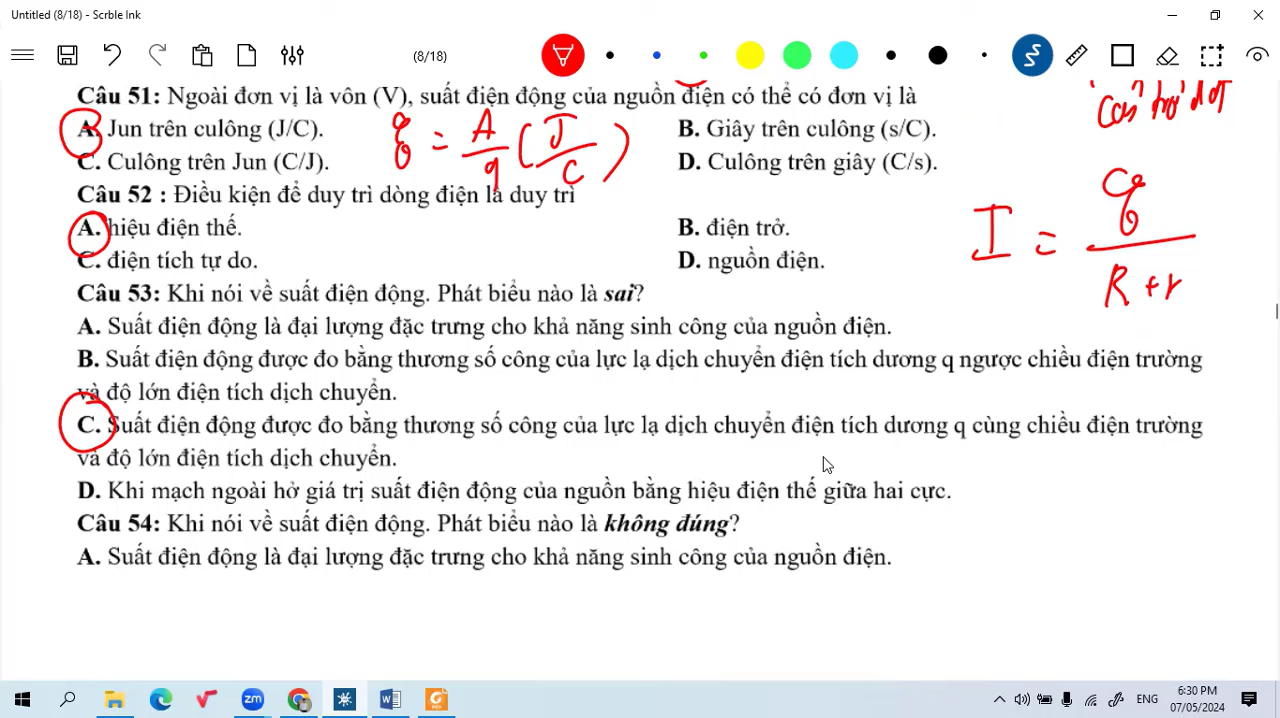 Untitled (8/18) - Scrble Ink
(8/18)
Câu 51: Ngoài đơn vị là vôn (V), suất điện động của nguồn điện có thể có đơn vị là
A. Jun trên culông (J/C).
B. Giây trên culông (s/C).
C. Culông trên Jun (C/J).
D. Culông trên giây (C/s).
ℰ = A/q (J/C)
Câu 52 : Điều kiện để duy trì dòng điện là duy trì
A. hiệu điện thế.
B. điện trở.
C. điện tích tự do.
D. nguồn điện.
I = ℰ/(R+r)
Câu 53: Khi nói về suất điện động. Phát biểu nào là sai?
A. Suất điện động là đại lượng đặc trưng cho khả năng sinh công của nguồn điện.
B. Suất điện động được đo bằng thương số công của lực lạ dịch chuyển điện tích dương q ngược chiều điện trường
và độ lớn điện tích dịch chuyển.
C. Suất điện động được đo bằng thương số công của lực lạ dịch chuyển điện tích dương q cùng chiều điện trường
và độ lớn điện tích dịch chuyển.
D. Khi mạch ngoài hở giá trị suất điện động của nguồn bằng hiệu điện thế giữa hai cực.
Câu 54: Khi nói về suất điện động. Phát biểu nào là không đúng?
A. Suất điện động là đại lượng đặc trưng cho khả năng sinh công của nguồn điện.
ENG
6:30 PM
07/05/2024